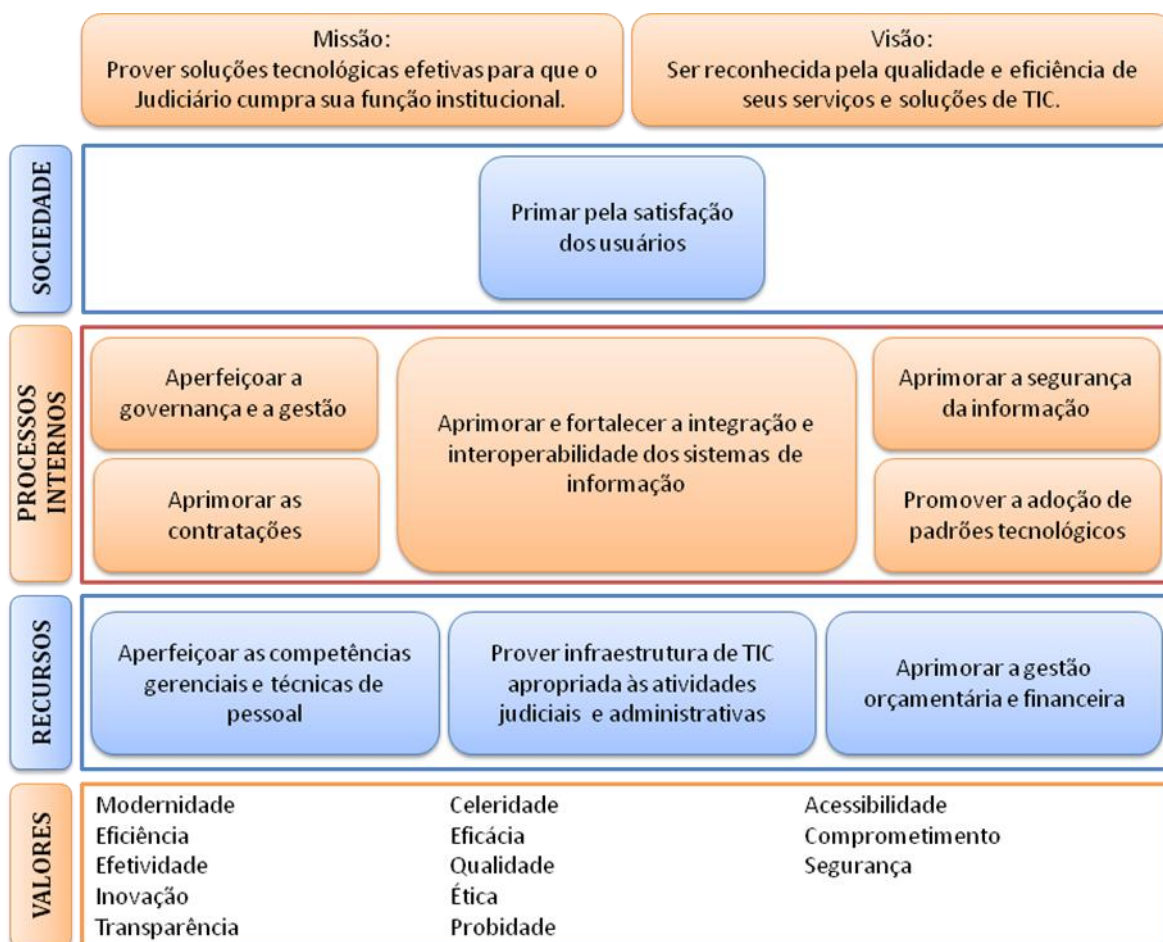 Missão:
Prover soluções tecnológicas efetivas para que o
Judiciário cumpra sua função institucional.
Visão:
Ser reconhecida pela qualidade e eficiência de
seus serviços e soluções de TIC.
SOCIEDADE
Primar pela satisfação
dos usuários
PROCESSOS
INTERNOS
Aperfeiçoar a
governança e a gestão
Aprimorar as
contratações
Aprimorar e fortalecer a integração e
interoperabilidade dos sistemas de
informação
Aprimorar a segurança
da informação
Promover a adoção de
padrões tecnológicos
RECURSOS
Aperfeiçoar as competências
gerenciais e técnicas de
pessoal
Prover infraestrutura de TIC
apropriada às atividades
judiciais e administrativas
Aprimorar a gestão
orçamentária e financeira
VALORES
Modernidade
Eficiência
Efetividade
Inovação
Transparência
Celeridade
Eficácia
Qualidade
Ética
Probidade
Acessibilidade
Comprometimento
Segurança